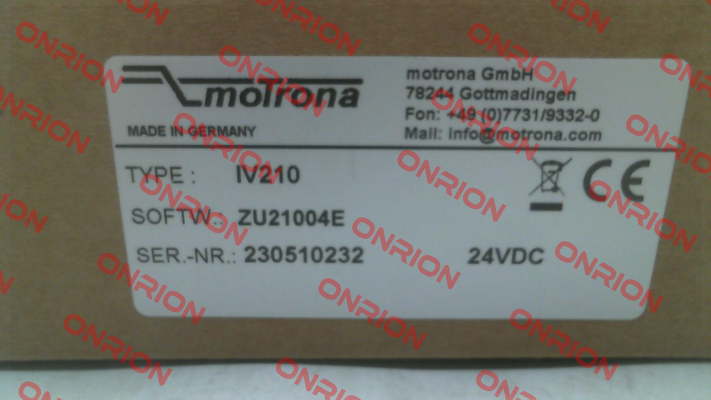 motrona
MADE IN GERMANY
motrona GmbH
78244 Gottmadingen
Fon: +49 (0)7731/9332-0
Mail: info@motrona.com
TYPE : IV210
SOFTW.: ZU21004E
SER.-NR.: 230510232 24VDC
CE
ONRION